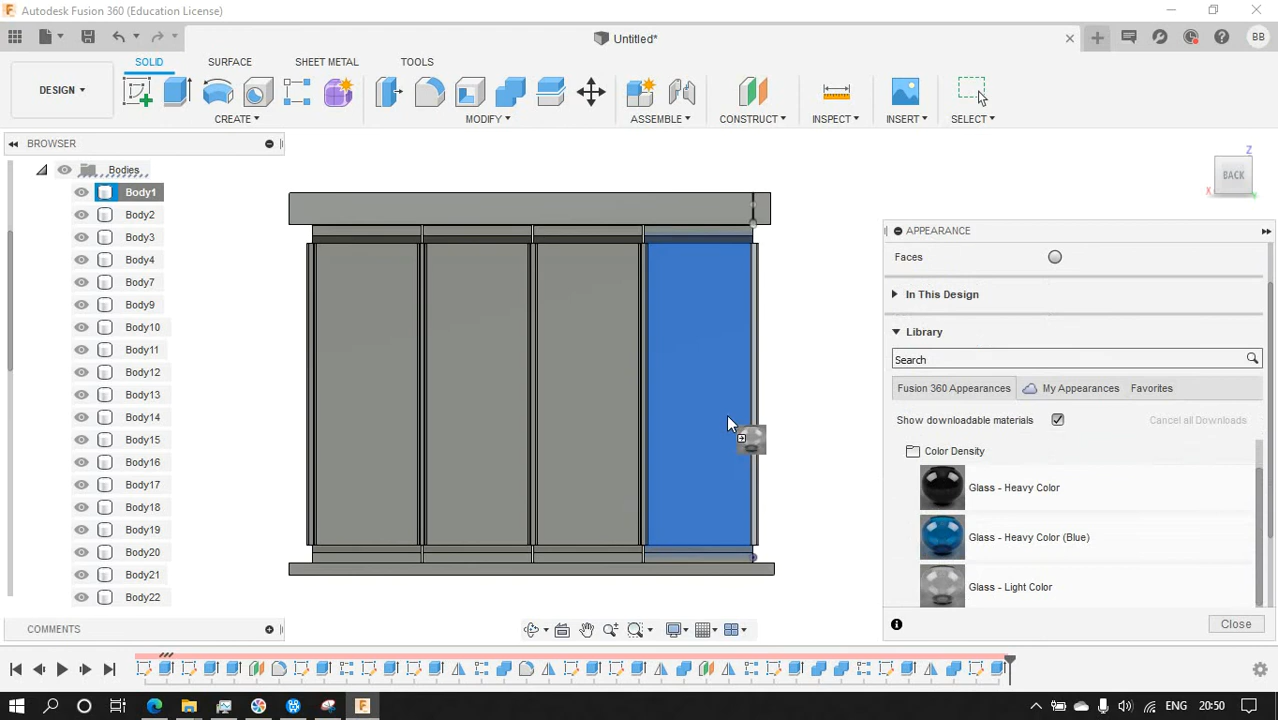 Autodesk Fusion 360 (Education License)
Untitled*
BB
SOLID SURFACE SHEET METAL TOOLS
DESIGN
CREATE MODIFY ASSEMBLE CONSTRUCT INSPECT INSERT SELECT
BROWSER
Bodies
Body1
Body2
Body3
Body4
Body7
Body9
Body10
Body11
Body12
Body13
Body14
Body15
Body16
Body17
Body18
Body19
Body20
Body21
Body22
COMMENTS
Z
BACK
X
Y
APPEARANCE
Faces
In This Design
Library
Search
Fusion 360 Appearances My Appearances Favorites
Show downloadable materials Cancel all Downloads
Color Density
Glass - Heavy Color
Glass - Heavy Color (Blue)
Glass - Light Color
Close
ENG 20:50